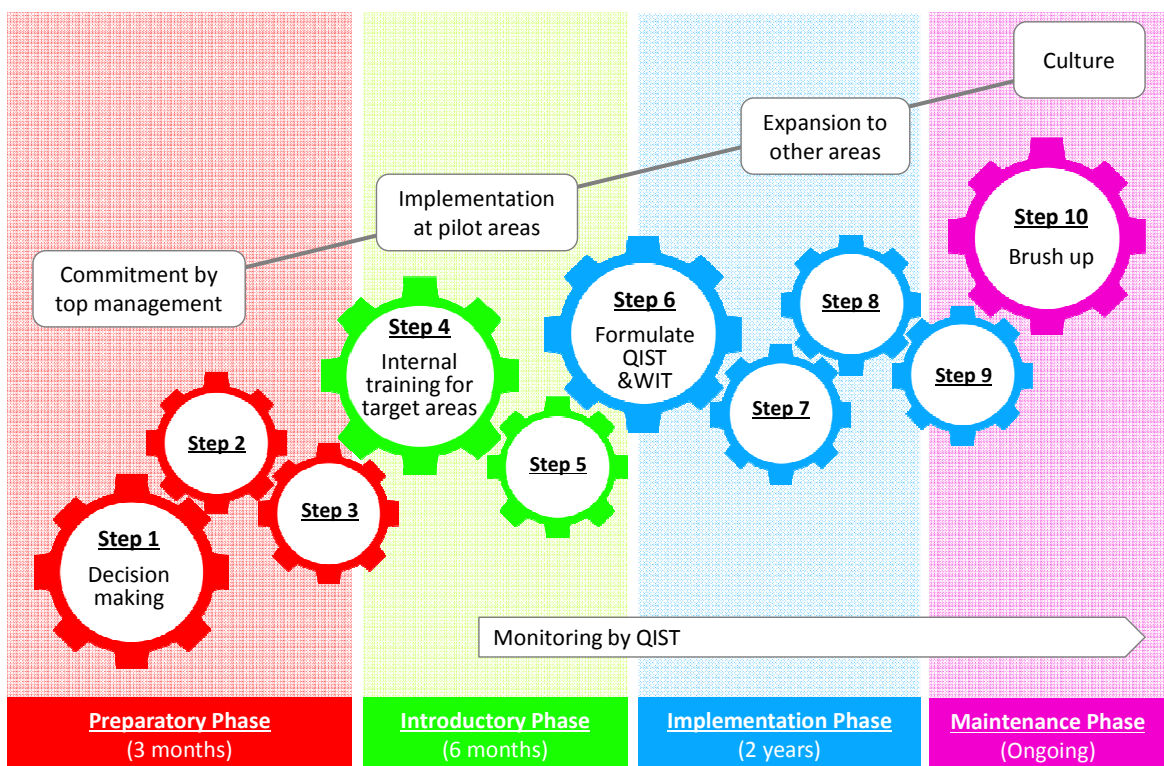 Culture
Expansion to
other areas
Implementation
at pilot areas
Commitment by
top management
Step 1
Decision
making
Step 2
Step 3
Step 4
Internal
training for
target areas
Step 5
Step 6
Formulate
QIST
&WIT
Step 7
Step 8
Step 9
Step 10
Brush up
Monitoring by QIST
Preparatory Phase
(3 months)
Introductory Phase
(6 months)
Implementation Phase
(2 years)
Maintenance Phase
(Ongoing)